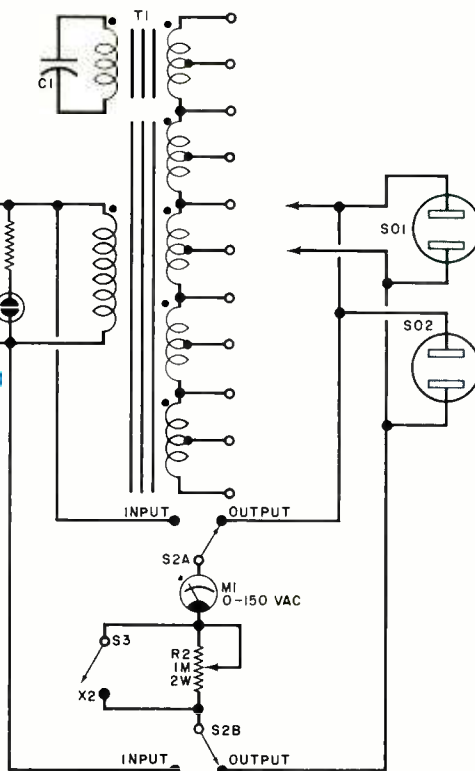 T1
C1
SO1
SO2
INPUT OUTPUT
S2A
M1
0-150 VAC
S3
R2
1M
2W
X2
S2B
INPUT OUTPUT